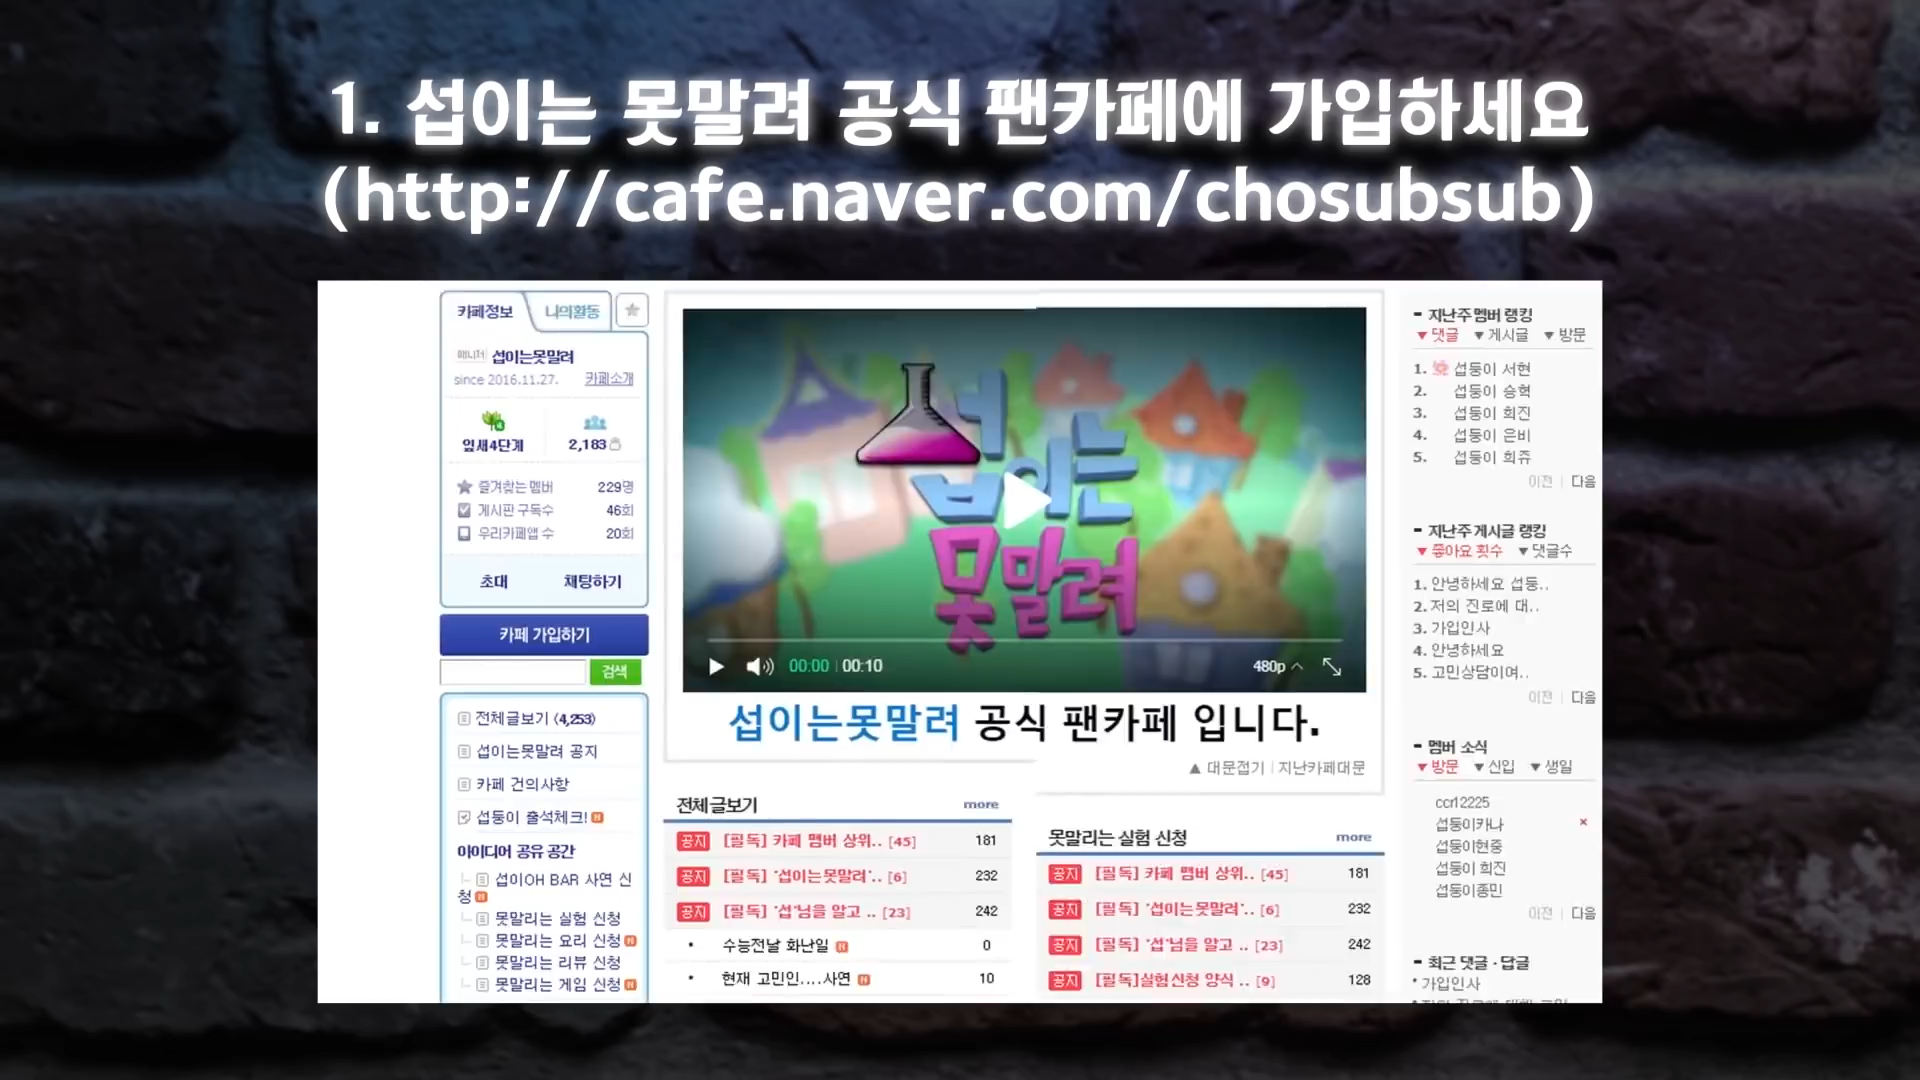 1. 섭이는 못말려 공식 팬카페에 가입하세요
(http://cafe.naver.com/chosubsub)
카페정보
나의활동
매니저 섭이는못말려
since 2016.11.27. 카페소개
잎새4단계
2,183
즐겨찾는 멤버 229명
게시판 구독수 46회
우리카페앱 수 20회
초대 채팅하기
카페 가입하기
검색
전체글보기 (4,253)
섭이는못말려 공지
카페 건의사항
섭둥이 출석체크!
아이디어 공유 공간
섭이OH BAR 사연 신
청
못말리는 실험 신청
못말리는 요리 신청
못말리는 리뷰 신청
못말리는 게임 신청
섭이는
못말려
00:00 00:10
480p
섭이는못말려 공식 팬카페 입니다.
▲ 대문접기 | 지난카페대문
전체글보기 more
공지 [필독] 카페 멤버 상위.. [45] 181
공지 [필독] '섭이는못말려'.. [6] 232
공지 [필독] '섭'님을 알고 .. [23] 242
· 수능전날 화난일 0
· 현재 고민인....사연 10
못말리는 실험 신청 more
공지 [필독] 카페 멤버 상위.. [45] 181
공지 [필독] '섭이는못말려'.. [6] 232
공지 [필독] '섭'님을 알고 .. [23] 242
공지 [필독]실험신청 양식 .. [9] 128
지난주 멤버 랭킹
▼댓글 ▼게시글 ▼방문
1. 섭둥이 서현
2. 섭둥이 승혁
3. 섭둥이 희진
4. 섭둥이 은비
5. 섭둥이 희쥬
이전 | 다음
지난주 게시글 랭킹
▼좋아요 횟수 ▼댓글수
1. 안녕하세요 섭둥..
2. 저의 진로에 대..
3. 가입인사
4. 안녕하세요
5. 고민상담이여..
이전 | 다음
멤버 소식
▼방문 ▼신입 ▼생일
ccr12225
섭둥이카나
섭둥이현중
섭둥이 희진
섭둥이종민
이전 | 다음
최근 댓글 · 답글
가입인사